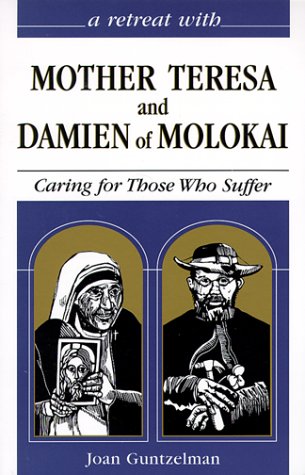 a retreat with
MOTHER TERESA
and
DAMIEN of MOLOKAI
Caring for Those Who Suffer
Joan Guntzelman